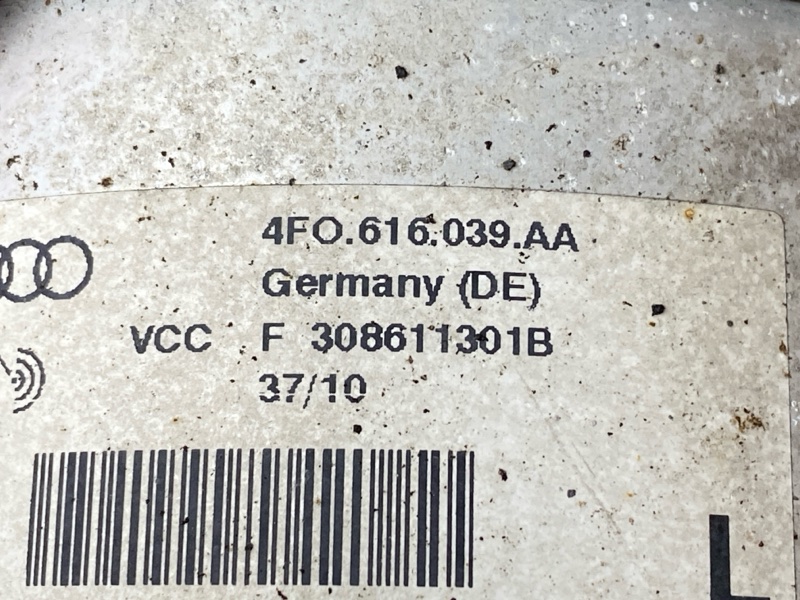 4F0.616.039.AA
Germany (DE)
VCC F 308611301B
37/10
L